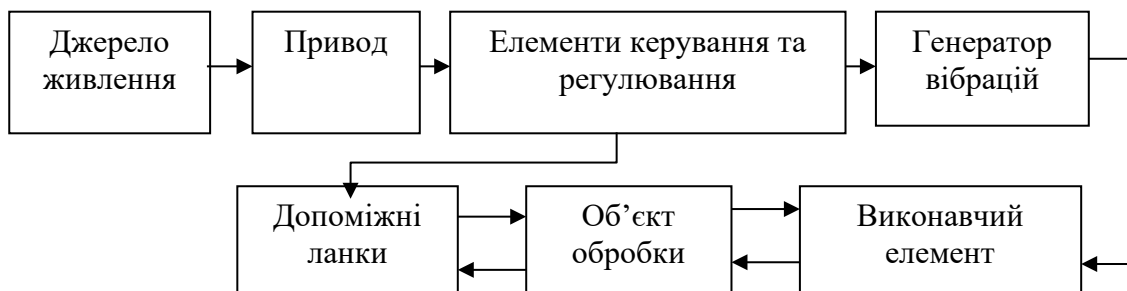 Джерело
живлення
Привод
Елементи керування та
регулювання
Генератор
вібрацій
Допоміжні
ланки
Об’єкт
обробки
Виконавчий
елемент